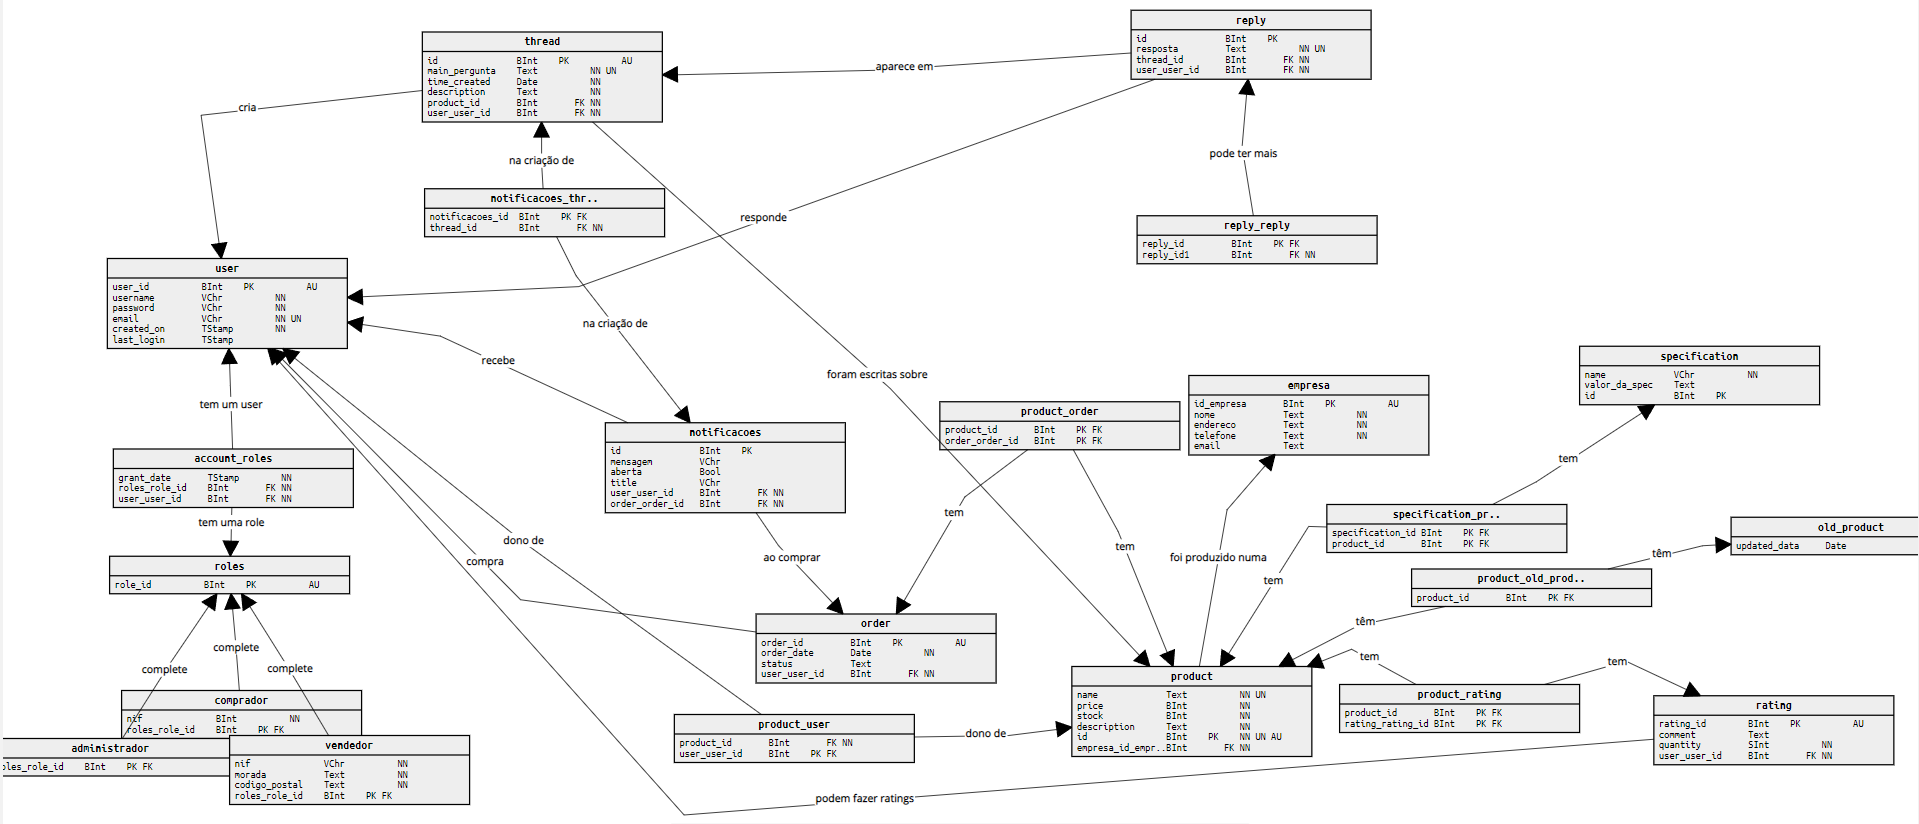 reply
id BInt PK
resposta Text NN UN
thread_id BInt FK NN
user_user_id BInt FK NN
thread
id BInt PK AU
main_pergunta Text NN UN
time_created Date NN
description Text NN
product_id BInt FK NN
user_user_id BInt FK NN
aparece em
cria
na criação de
pode ter mais
notificacoes_thr..
notificacoes_id BInt PK FK
thread_id BInt FK NN
responde
reply_reply
reply_id BInt PK FK
reply_id1 BInt FK NN
user
user_id BInt PK AU
username VChr NN
password VChr NN
email VChr NN UN
created_on TStamp NN
last_login TStamp
na criação de
recebe
foram escritas sobre
specification
name VChr NN
valor_da_spec Text
id BInt PK
empresa
id_empresa BInt PK AU
nome Text NN
endereco Text NN
telefone Text NN
email Text
tem um user
product_order
product_id BInt PK FK
order_order_id BInt PK FK
notificacoes
id BInt PK
mensagem VChr
aberta Bool
title VChr
user_user_id BInt FK NN
order_order_id BInt FK NN
account_roles
grant_date TStamp NN
roles_role_id BInt FK NN
user_user_id BInt FK NN
tem
tem
specification_pr..
specification_id BInt PK FK
product_id BInt PK FK
tem uma role
old_product
updated_data Date
dono de
compra
ao comprar
tem
foi produzido numa
têm
roles
role_id BInt PK AU
tem
product_old_prod..
product_id BInt PK FK
order
order_id BInt PK AU
order_date Date NN
status Text
user_user_id BInt FK NN
têm
complete
complete
complete
tem
tem
product
name Text NN UN
price BInt NN
stock BInt NN
description Text NN
id BInt PK NN UN AU
empresa_id_empr..BInt FK NN
product_rating
product_id BInt PK FK
rating_rating_id BInt PK FK
rating
rating_id BInt PK AU
comment Text
quantity SInt NN
user_user_id BInt FK NN
comprador
nif BInt NN
roles_role_id BInt PK FK
product_user
product_id BInt FK NN
user_user_id BInt PK FK
dono de
administrador
oles_role_id BInt PK FK
vendedor
nif VChr NN
morada Text NN
codigo_postal Text NN
roles_role_id BInt PK FK
podem fazer ratings